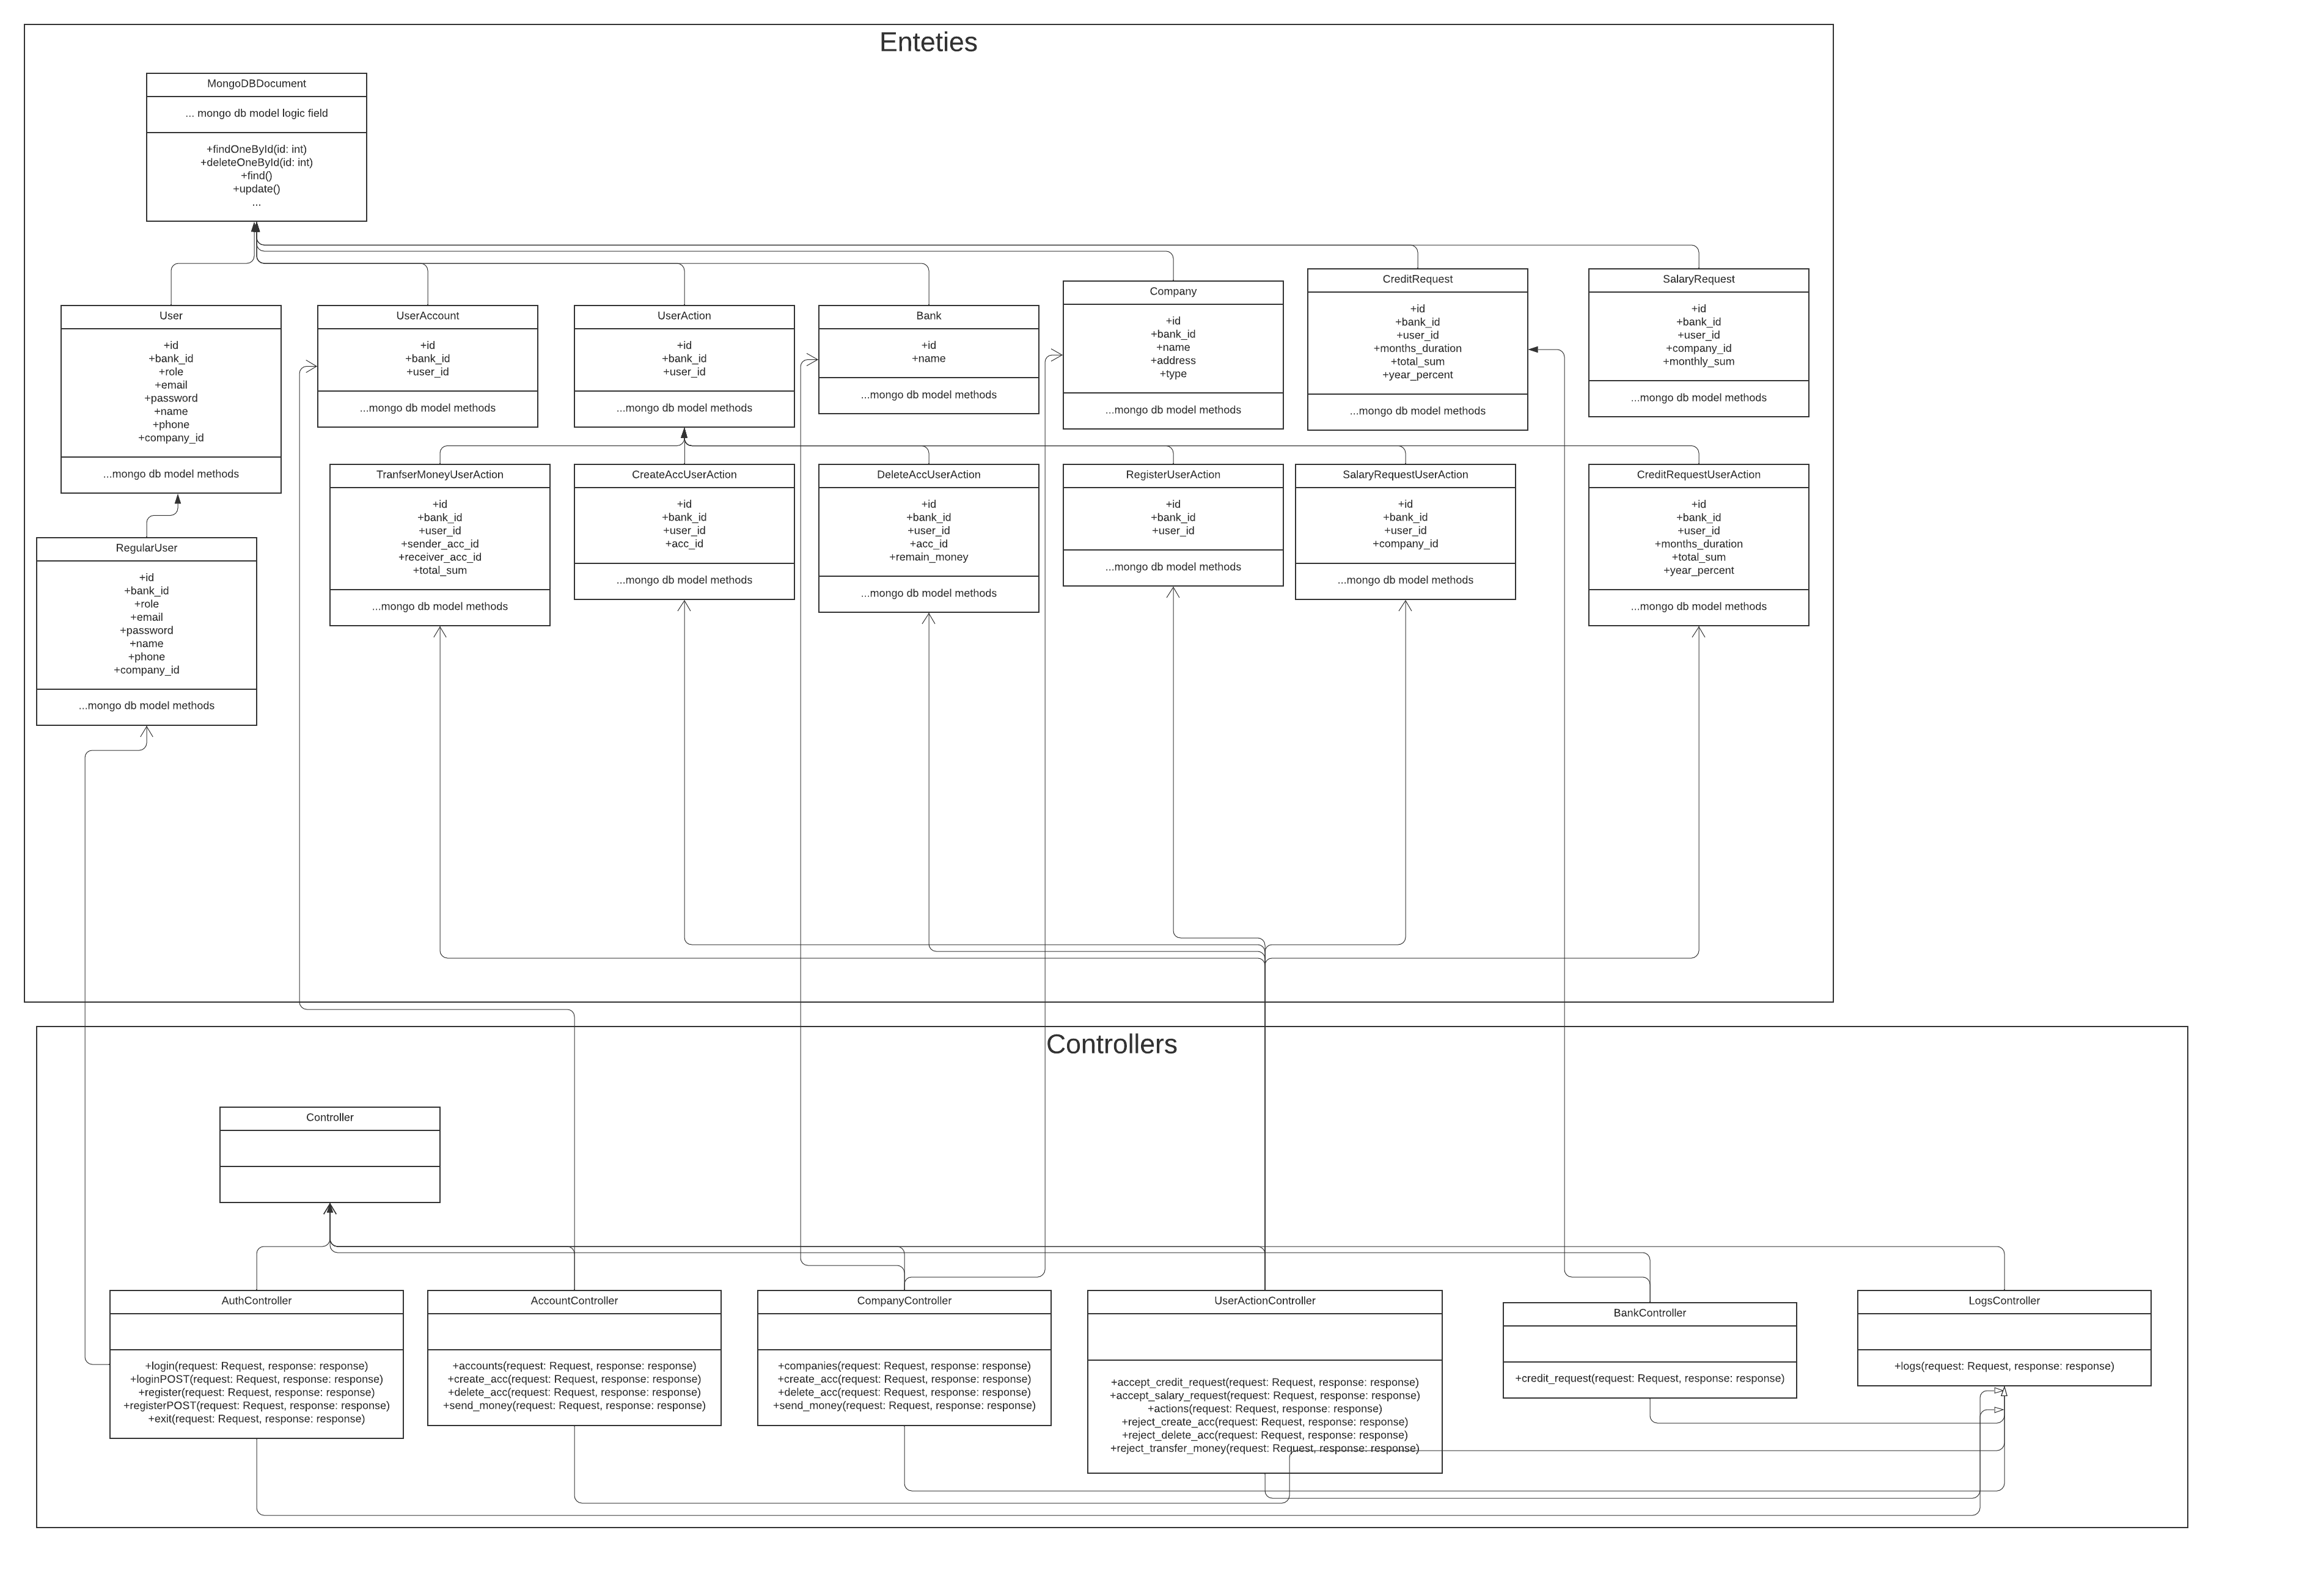 Enteties
MongoDBDocument
... mongo db model logic field
+findOneById(id: int)
+deleteOneById(id: int)
+find()
+update()
...
User
+id
+bank_id
+role
+email
+password
+name
+phone
+company_id
...mongo db model methods
UserAccount
+id
+bank_id
+user_id
...mongo db model methods
UserAction
+id
+bank_id
+user_id
...mongo db model methods
Bank
+id
+name
...mongo db model methods
Company
+id
+bank_id
+name
+address
+type
...mongo db model methods
CreditRequest
+id
+bank_id
+user_id
+months_duration
+total_sum
+year_percent
...mongo db model methods
SalaryRequest
+id
+bank_id
+user_id
+company_id
+monthly_sum
...mongo db model methods
RegularUser
+id
+bank_id
+role
+email
+password
+name
+phone
+company_id
...mongo db model methods
TranfserMoneyUserAction
+id
+bank_id
+user_id
+sender_acc_id
+receiver_acc_id
+total_sum
...mongo db model methods
CreateAccUserAction
+id
+bank_id
+user_id
+acc_id
...mongo db model methods
DeleteAccUserAction
+id
+bank_id
+user_id
+acc_id
+remain_money
...mongo db model methods
RegisterUserAction
+id
+bank_id
+user_id
...mongo db model methods
SalaryRequestUserAction
+id
+bank_id
+user_id
+company_id
...mongo db model methods
CreditRequestUserAction
+id
+bank_id
+user_id
+months_duration
+total_sum
+year_percent
...mongo db model methods
Controllers
Controller
AuthController
+login(request: Request, response: response)
+loginPOST(request: Request, response: response)
+register(request: Request, response: response)
+registerPOST(request: Request, response: response)
+exit(request: Request, response: response)
AccountController
+accounts(request: Request, response: response)
+create_acc(request: Request, response: response)
+delete_acc(request: Request, response: response)
+send_money(request: Request, response: response)
CompanyController
+companies(request: Request, response: response)
+create_acc(request: Request, response: response)
+delete_acc(request: Request, response: response)
+send_money(request: Request, response: response)
UserActionController
+accept_credit_request(request: Request, response: response)
+accept_salary_request(request: Request, response: response)
+actions(request: Request, response: response)
+reject_create_acc(request: Request, response: response)
+reject_delete_acc(request: Request, response: response)
+reject_transfer_money(request: Request, response: response)
BankController
+credit_request(request: Request, response: response)
LogsController
+logs(request: Request, response: response)